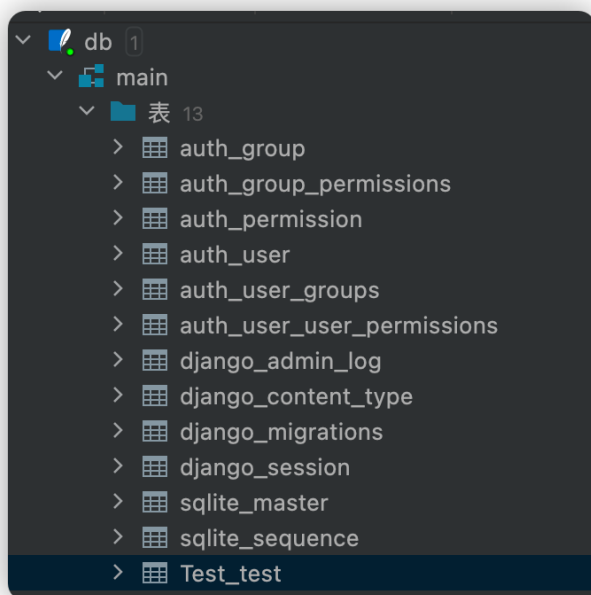 db 1
main
表 13
auth_group
auth_group_permissions
auth_permission
auth_user
auth_user_groups
auth_user_user_permissions
django_admin_log
django_content_type
django_migrations
django_session
sqlite_master
sqlite_sequence
Test_test